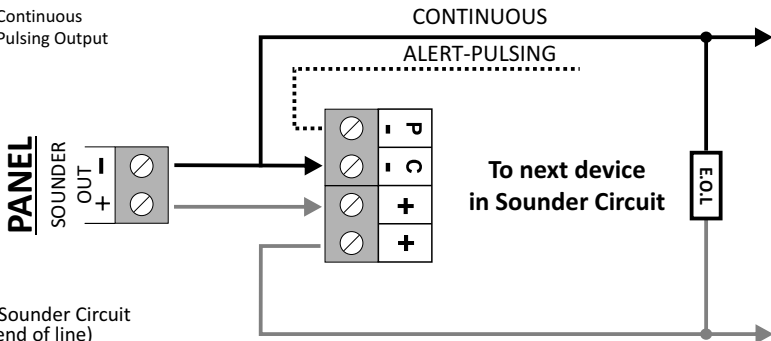 Continuous
Pulsing Output
CONTINUOUS
ALERT-PULSING
PANEL
SOUNDER
OUT
-
+
- P
- C
+
+
To next device
in Sounder Circuit
E.O.L
Sounder Circuit
end of line)